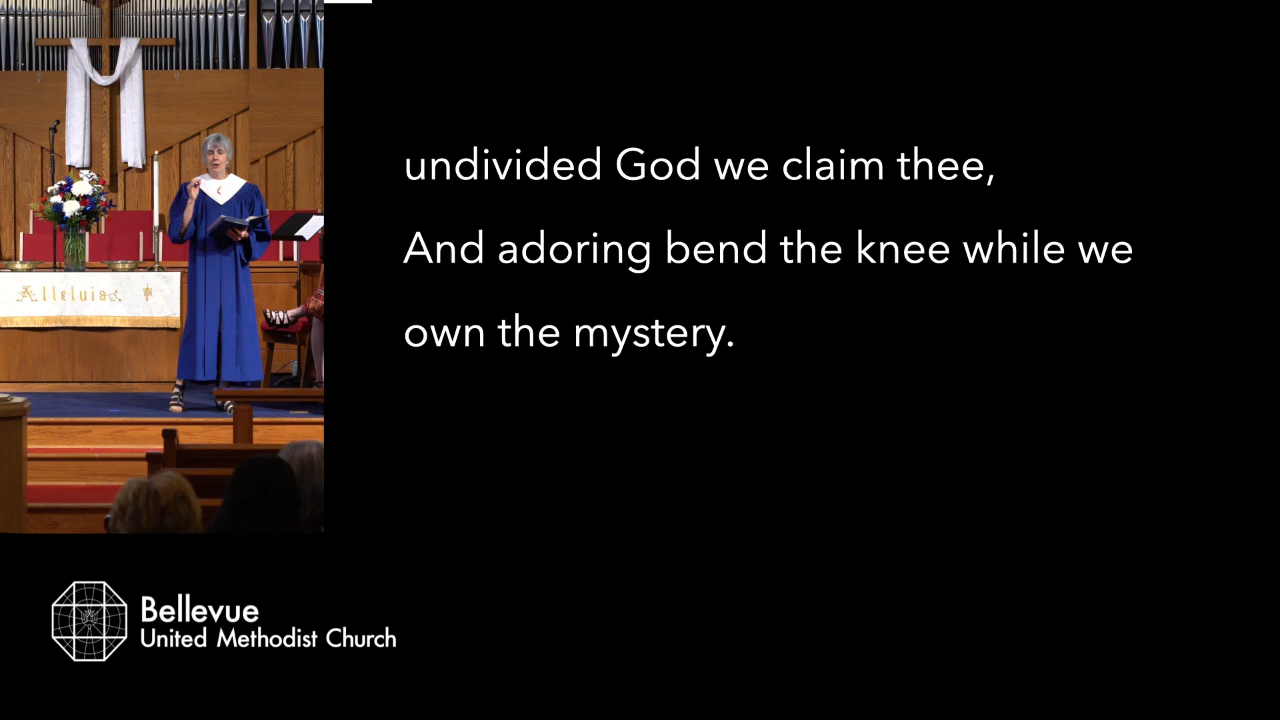 undivided God we claim thee,
And adoring bend the knee while we
own the mystery.
Alleluia
Bellevue
United Methodist Church